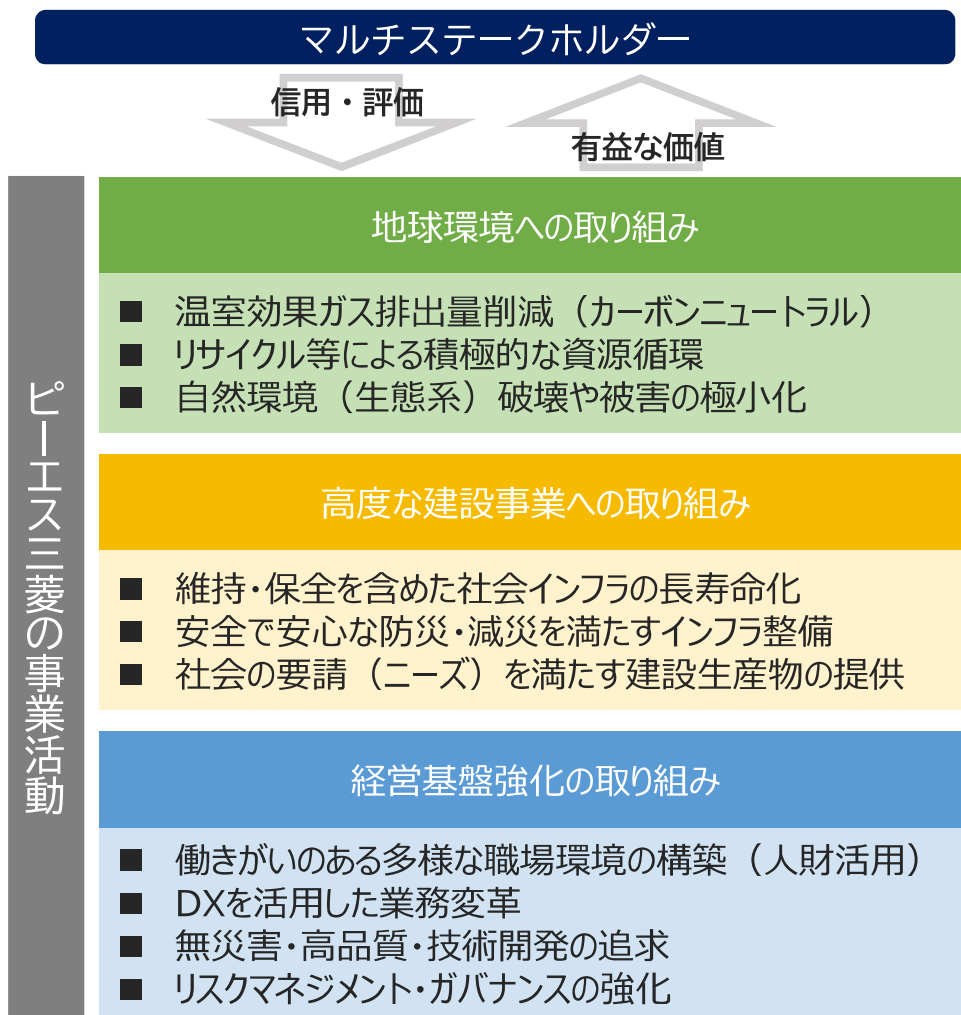 マルチステークホルダー
信用・評価
有益な価値
ピーエス三菱の事業活動
地球環境への取り組み
■ 温室効果ガス排出量削減（カーボンニュートラル）
■ リサイクル等による積極的な資源循環
■ 自然環境（生態系）破壊や被害の極小化
高度な建設事業への取り組み
■ 維持・保全を含めた社会インフラの長寿命化
■ 安全で安心な防災・減災を満たすインフラ整備
■ 社会の要請（ニーズ）を満たす建設生産物の提供
経営基盤強化の取り組み
■ 働きがいのある多様な職場環境の構築（人財活用）
■ DXを活用した業務変革
■ 無災害・高品質・技術開発の追求
■ リスクマネジメント・ガバナンスの強化